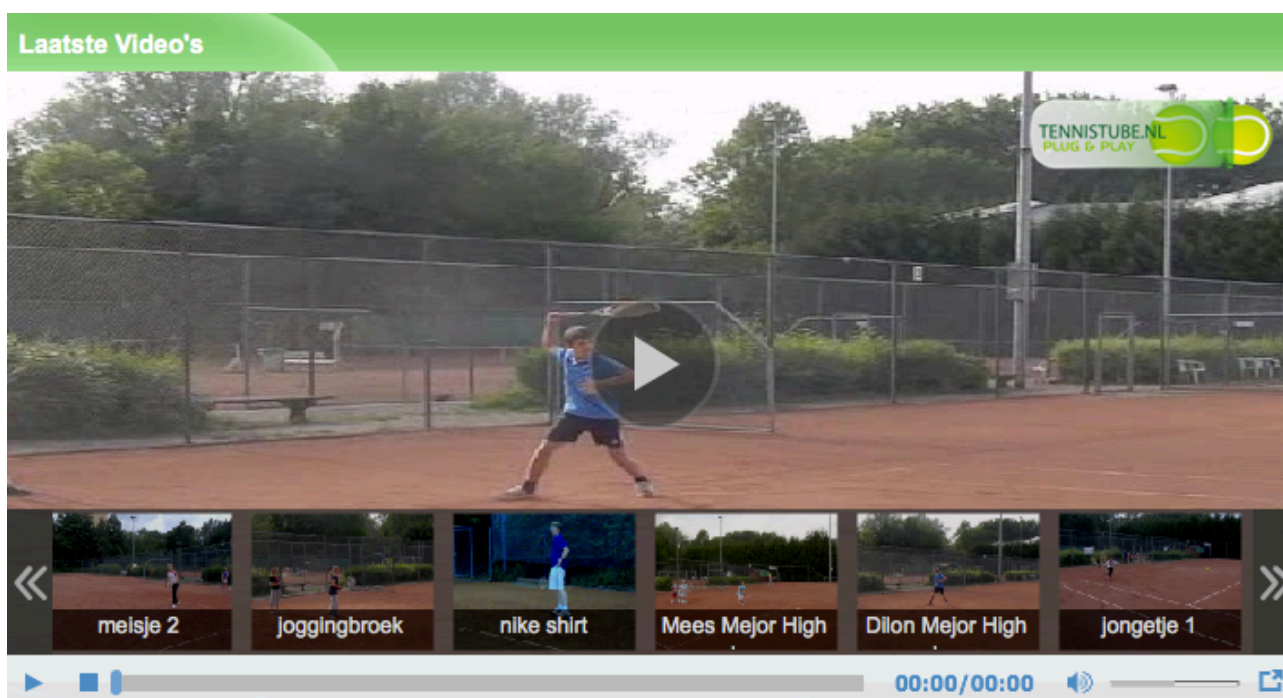 Laatste Video's
TENNISTUBE.NL
PLUG & PLAY
meisje 2
joggingbroek
nike shirt
Mees Mejor High
Dilon Mejor High
jongetje 1
00:00/00:00